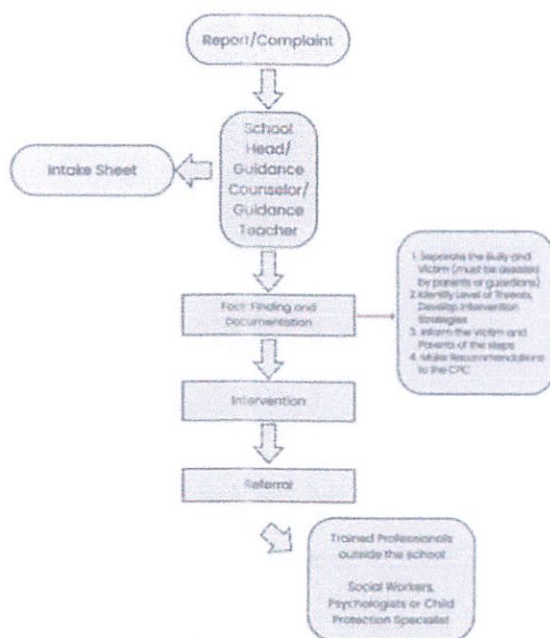 Report/Complaint
School
Head/
Guidance
Counselor/
Guidance
Teacher
Intake Sheet
Fact Finding and
Documentation
1. Separate the Bully and
Victim (must be assisted
by parents or guardians)
2. Identify Level of Threats,
Develop Intervention
Strategies
3. Inform the Victim and
Parents of the steps
4. Make Recommendations
to the CPC
Intervention
Referral
Trained Professionals
outside the school
Social Workers,
Psychologists or Child
Protection Specialist